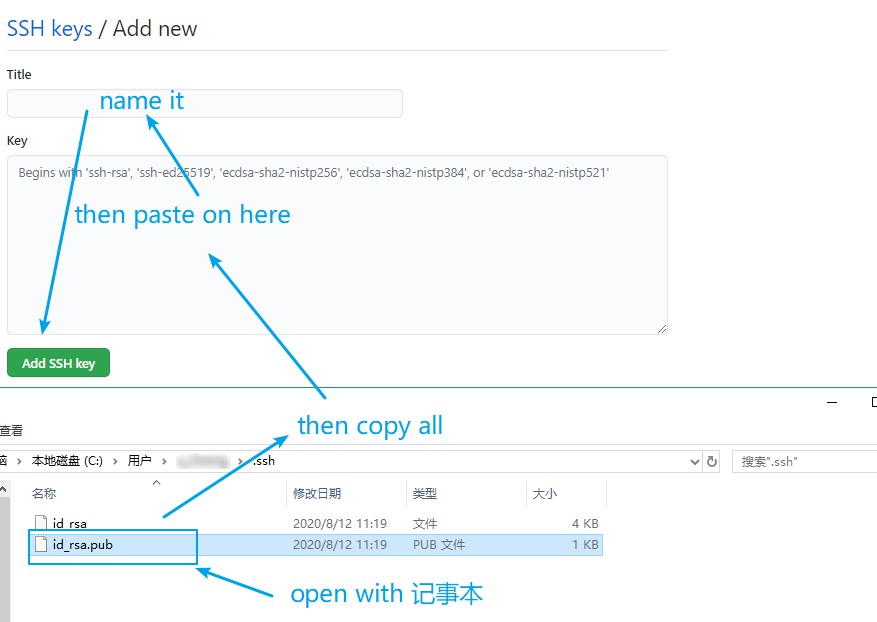 SSH keys / Add new
Title
name it
Key
Begins with 'ssh-rsa', 'ssh-ed25519', 'ecdsa-sha2-nistp256', 'ecdsa-sha2-nistp384', or 'ecdsa-sha2-nistp521'
then paste on here
Add SSH key
then copy all
查看
本地磁盘 (C:) › 用户 › › .ssh
搜索".ssh"
名称 修改日期 类型 大小
id_rsa 2020/8/12 11:19 文件 4 KB
id_rsa.pub 2020/8/12 11:19 PUB 文件 1 KB
open with 记事本